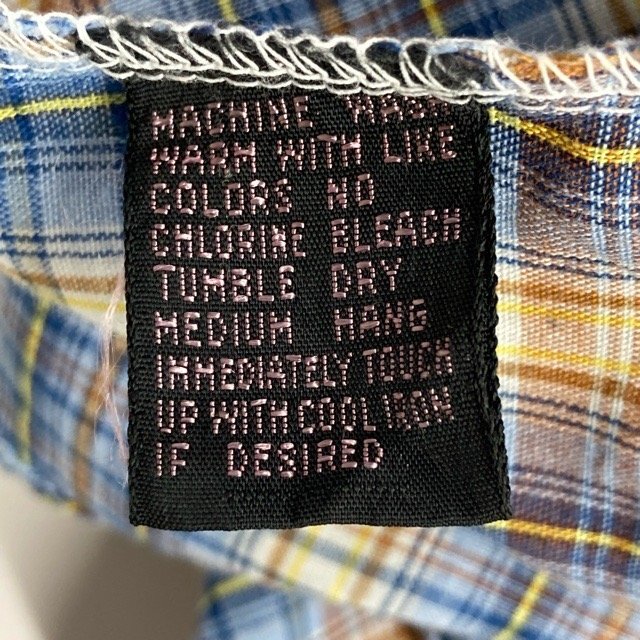 MACHINE WASH
WARM WITH LIKE
COLORS NO
CHLORINE BLEACH
TUMBLE DRY
MEDIUM HANG
IMMEDIATELY TOUCH
UP WITH COOL IRON
IF DESIRED